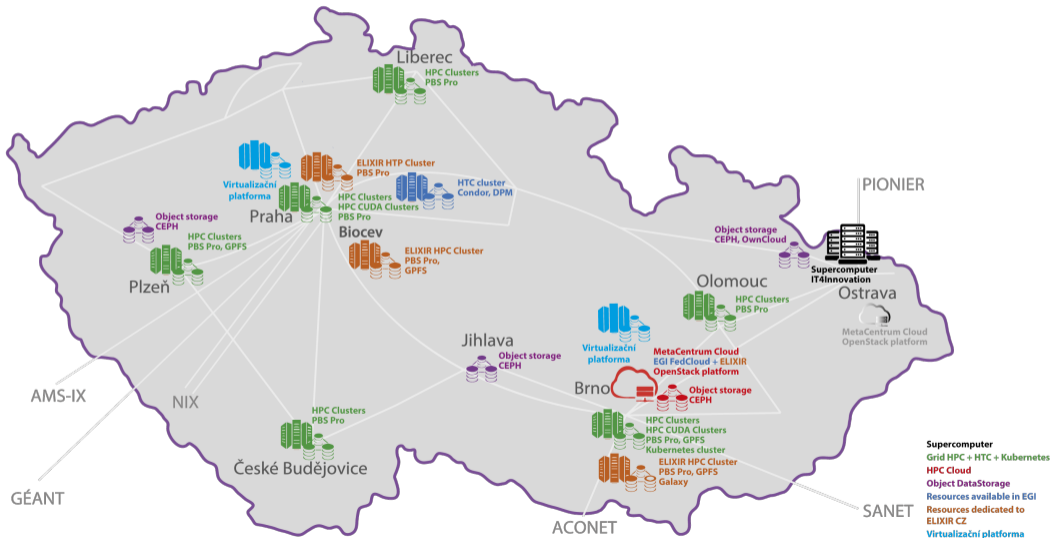 Liberec
HPC Clusters
PBS Pro
ELIXIR HTP Cluster
PBS Pro
Virtualizační
platforma
HTC cluster
Condor, DPM
PIONIER
HPC Clusters
HPC CUDA Clusters
PBS Pro
Praha
Object storage
CEPH
Biocev
Object storage
CEPH, OwnCloud
HPC Clusters
PBS Pro, GPFS
ELIXIR HPC Cluster
PBS Pro,
GPFS
Plzeň
Supercomputer
IT4Innovation
Olomouc
Ostrava
HPC Clusters
PBS Pro
MetaCentrum Cloud
OpenStack platform
Jihlava
Object storage
CEPH
Virtualizační
platforma
MetaCentrum Cloud
EGI FedCloud + ELIXIR
OpenStack platform
Brno
Object storage
CEPH
AMS-IX
NIX
HPC Clusters
PBS Pro
HPC Clusters
HPC CUDA Clusters
PBS Pro, GPFS
Kubernetes cluster
České Budějovice
ELIXIR HPC Cluster
PBS Pro, GPFS
Galaxy
GÉANT
ACONET
SANET
Supercomputer
Grid HPC + HTC + Kubernetes
HPC Cloud
Object DataStorage
Resources available in EGI
Resources dedicated to
ELIXIR CZ
Virtualizační platforma